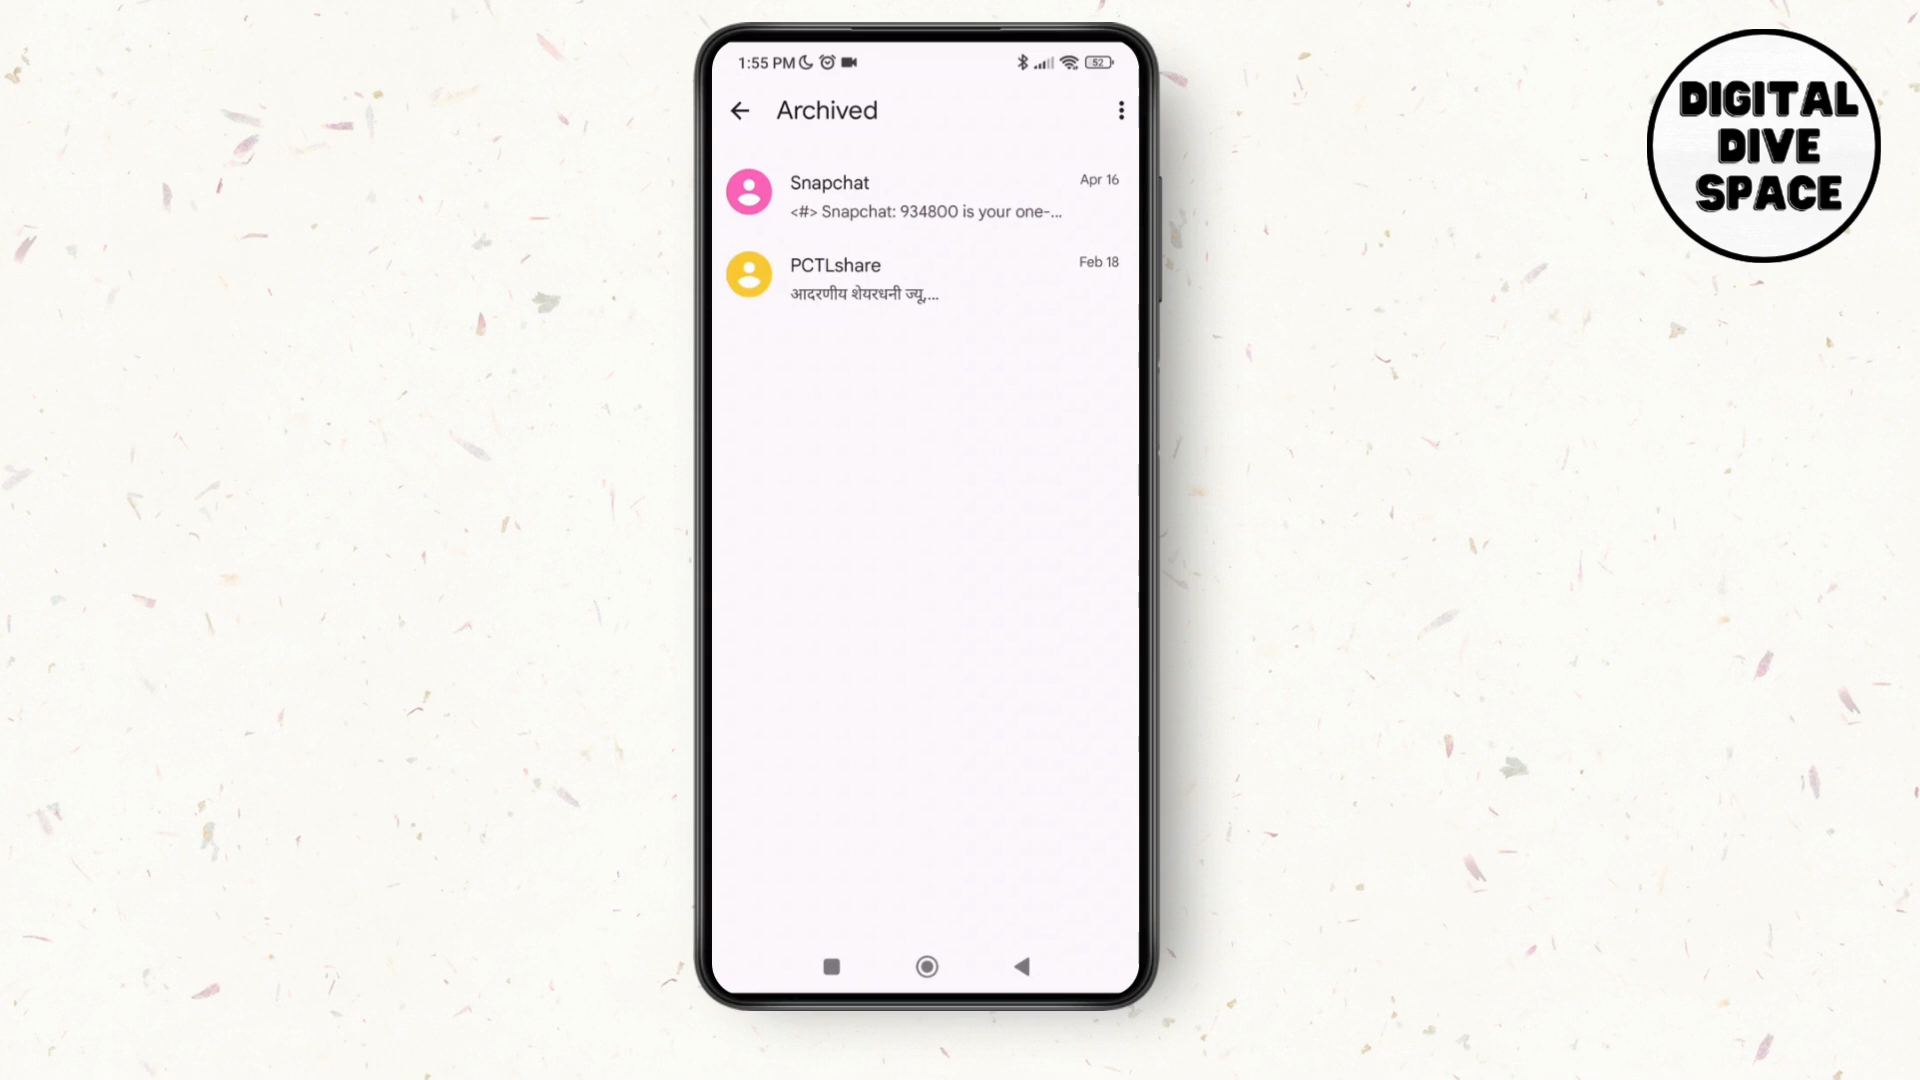 1:55 PM
52
Archived
Snapchat
Apr 16
<#> Snapchat: 934800 is your one-...
PCTLshare
Feb 18
आदरणीय शेयरधनी ज्यू,...
DIGITAL
DIVE
SPACE